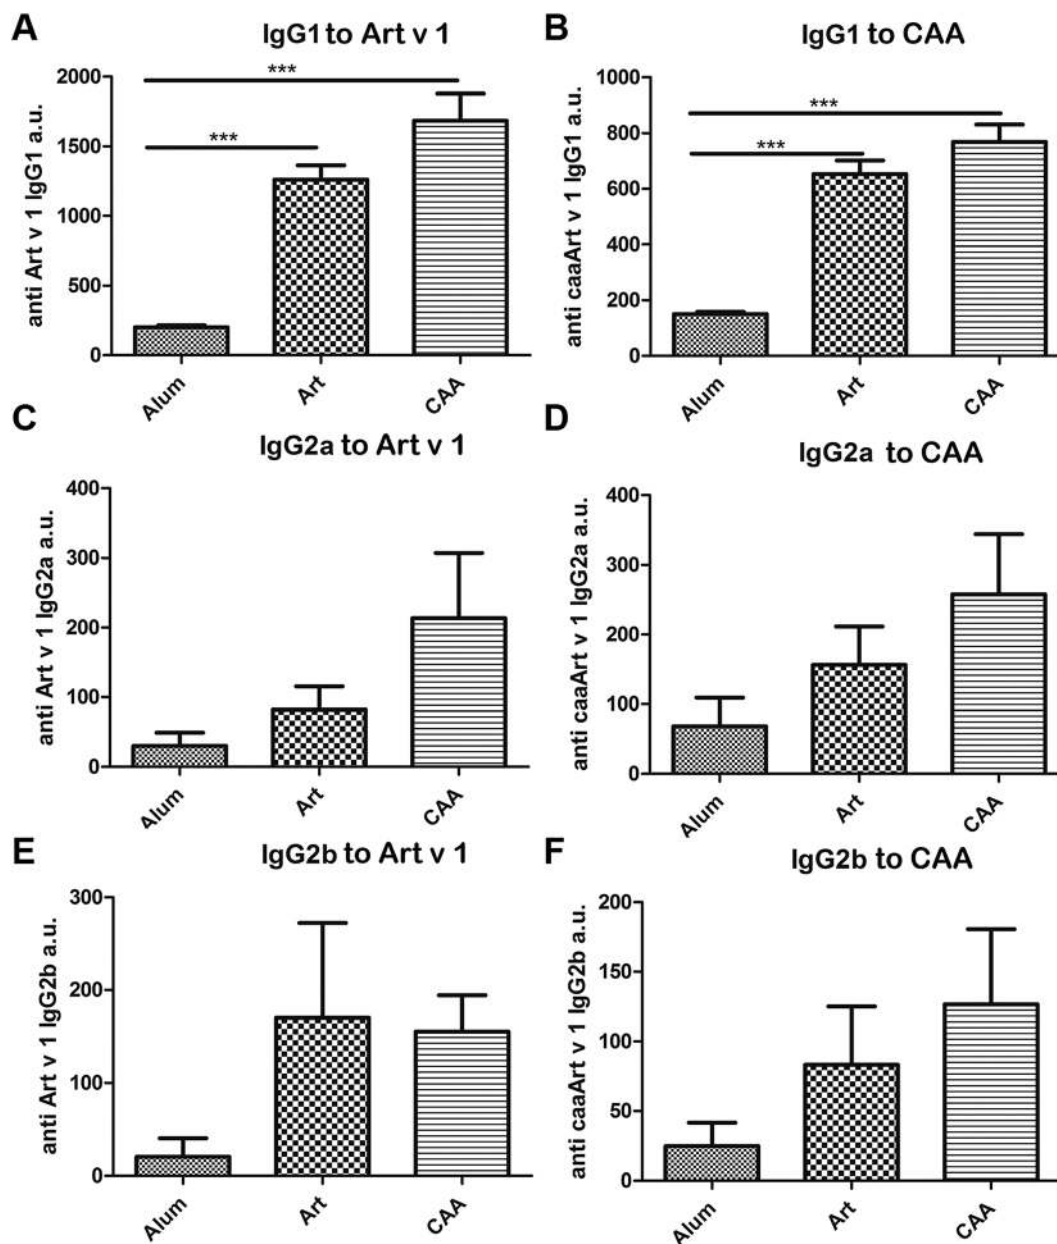 A
IgG1 to Art v 1
anti Art v 1 IgG1 a.u.
2000
1500
1000
500
0
***
***
Alum
Art
CAA
B
IgG1 to CAA
anti caaArt v 1 IgG1 a.u.
1000
800
600
400
200
0
***
***
Alum
Art
CAA
C
IgG2a to Art v 1
anti Art v 1 IgG2a a.u.
400
300
200
100
0
Alum
Art
CAA
D
IgG2a to CAA
anti caaArt v 1 IgG2a a.u.
400
300
200
100
0
Alum
Art
CAA
E
IgG2b to Art v 1
anti Art v 1 IgG2b a.u.
300
200
100
0
Alum
Art
CAA
F
IgG2b to CAA
anti caaArt v 1 IgG2b a.u.
200
150
100
50
0
Alum
Art
CAA